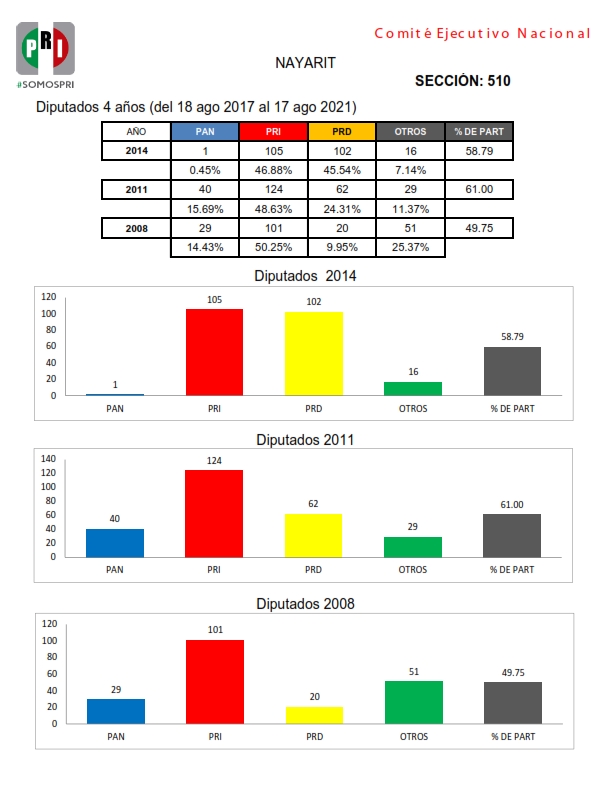 Comité Ejecutivo Nacional
PRI
#SOMOSPRI
NAYARIT
SECCIÓN: 510
Diputados 4 años (del 18 ago 2017 al 17 ago 2021)
AÑO PAN PRI PRD OTROS % DE PART
2014 1 105 102 16 58.79
0.45% 46.88% 45.54% 7.14%
2011 40 124 62 29 61.00
15.69% 48.63% 24.31% 11.37%
2008 29 101 20 51 49.75
14.43% 50.25% 9.95% 25.37%
Diputados 2014
120
100
80
60
40
20
0
1 105 102 16 58.79
PAN PRI PRD OTROS % DE PART
Diputados 2011
140
120
100
80
60
40
20
0
40 124 62 29 61.00
PAN PRI PRD OTROS % DE PART
Diputados 2008
120
100
80
60
40
20
0
29 101 20 51 49.75
PAN PRI PRD OTROS % DE PART